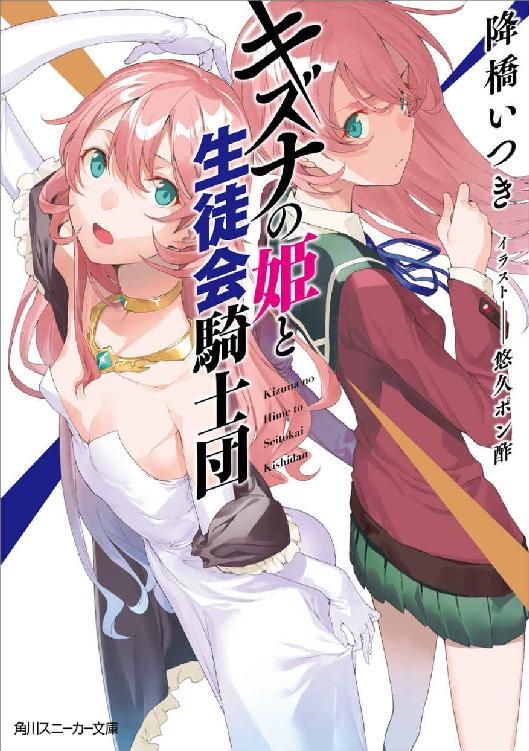 降橋いつき
イラスト―悠久ポン酢
キズナの姫と
生徒会騎士団
Kizuna no
Hime to
Seitokai
Kishidan
角川スニーカー文庫